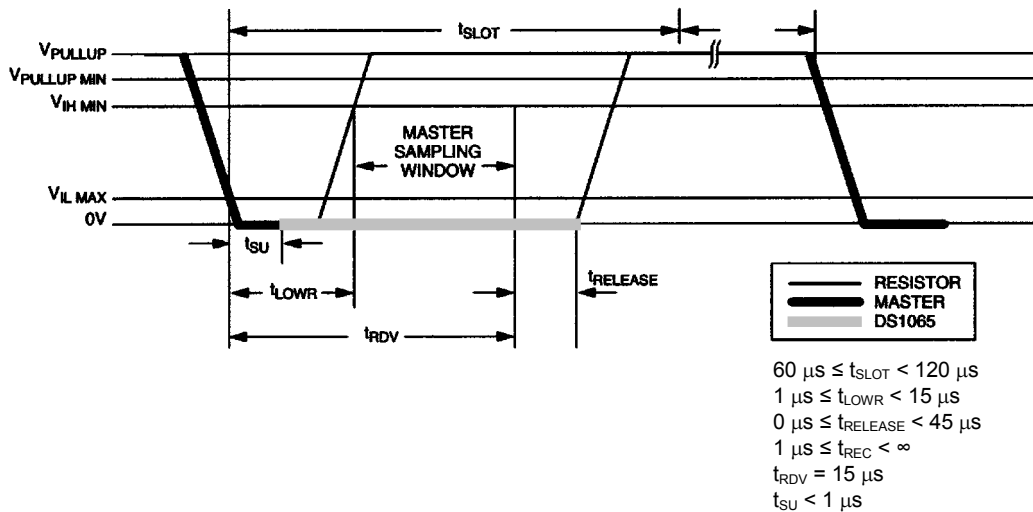 tSLOT
VPULLUP
VPULLUP MIN
VIH MIN
MASTER
SAMPLING
WINDOW
VIL MAX
0V
tSU
tRELEASE
tLOWR
tRDV
RESISTOR
MASTER
DS1065
60 μs ≤ tSLOT < 120 μs
1 μs ≤ tLOWR < 15 μs
0 μs ≤ tRELEASE < 45 μs
1 μs ≤ tREC < ∞
tRDV = 15 μs
tSU < 1 μs